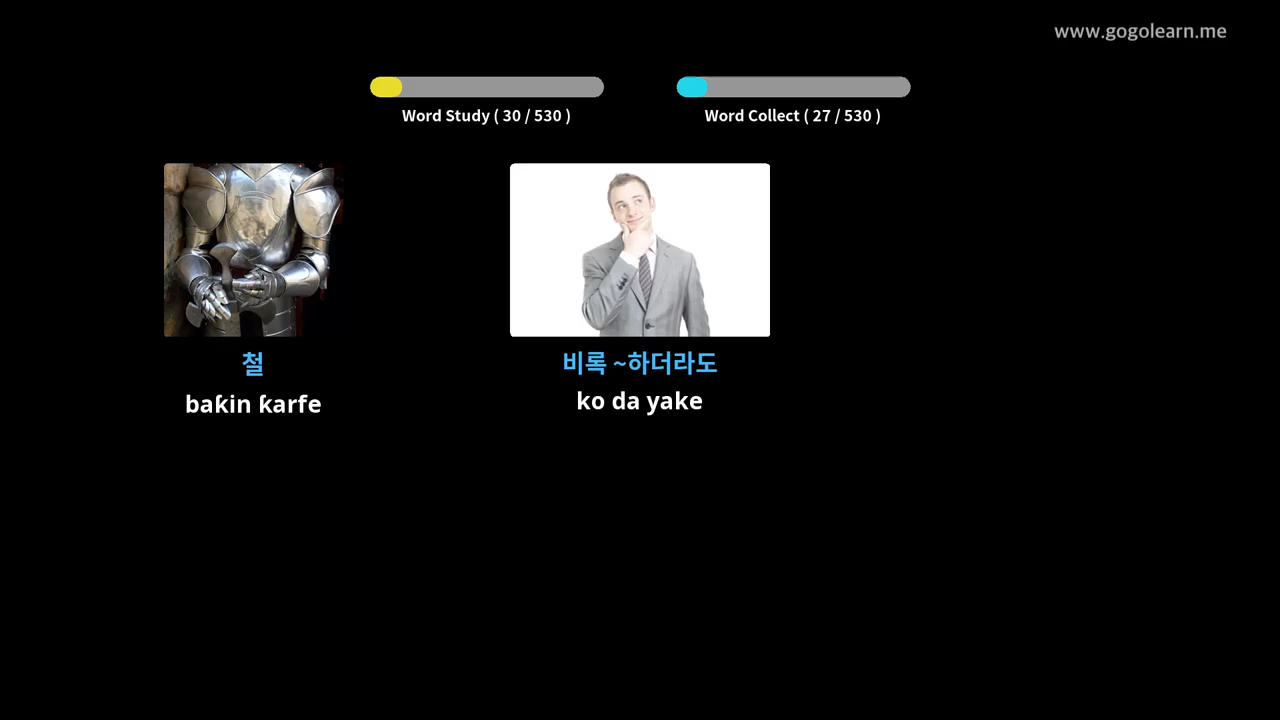 www.gogolearn.me
Word Study ( 30 / 530 )
Word Collect ( 27 / 530 )
철
baƙin ƙarfe
비록 ~하더라도
ko da yake